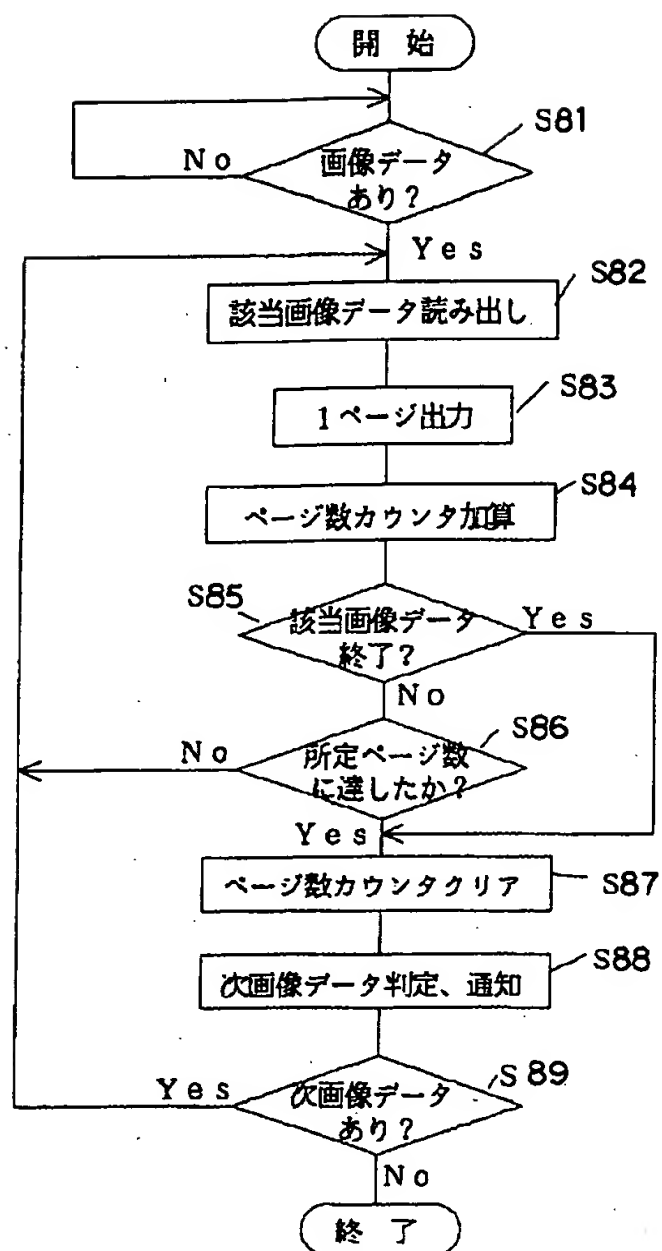 開 始
S81
No
画像データ
あり?
Yes
S82
該当画像データ読み出し
S83
1ページ出力
S84
ページ数カウンタ加算
S85
該当画像データ
終了?
Yes
No
S86
No
所定ページ数
に達したか?
Yes
ページ数カウンタクリア
S87
次画像データ判定、通知
S88
Yes
次画像データ
あり?
S89
No
終 了